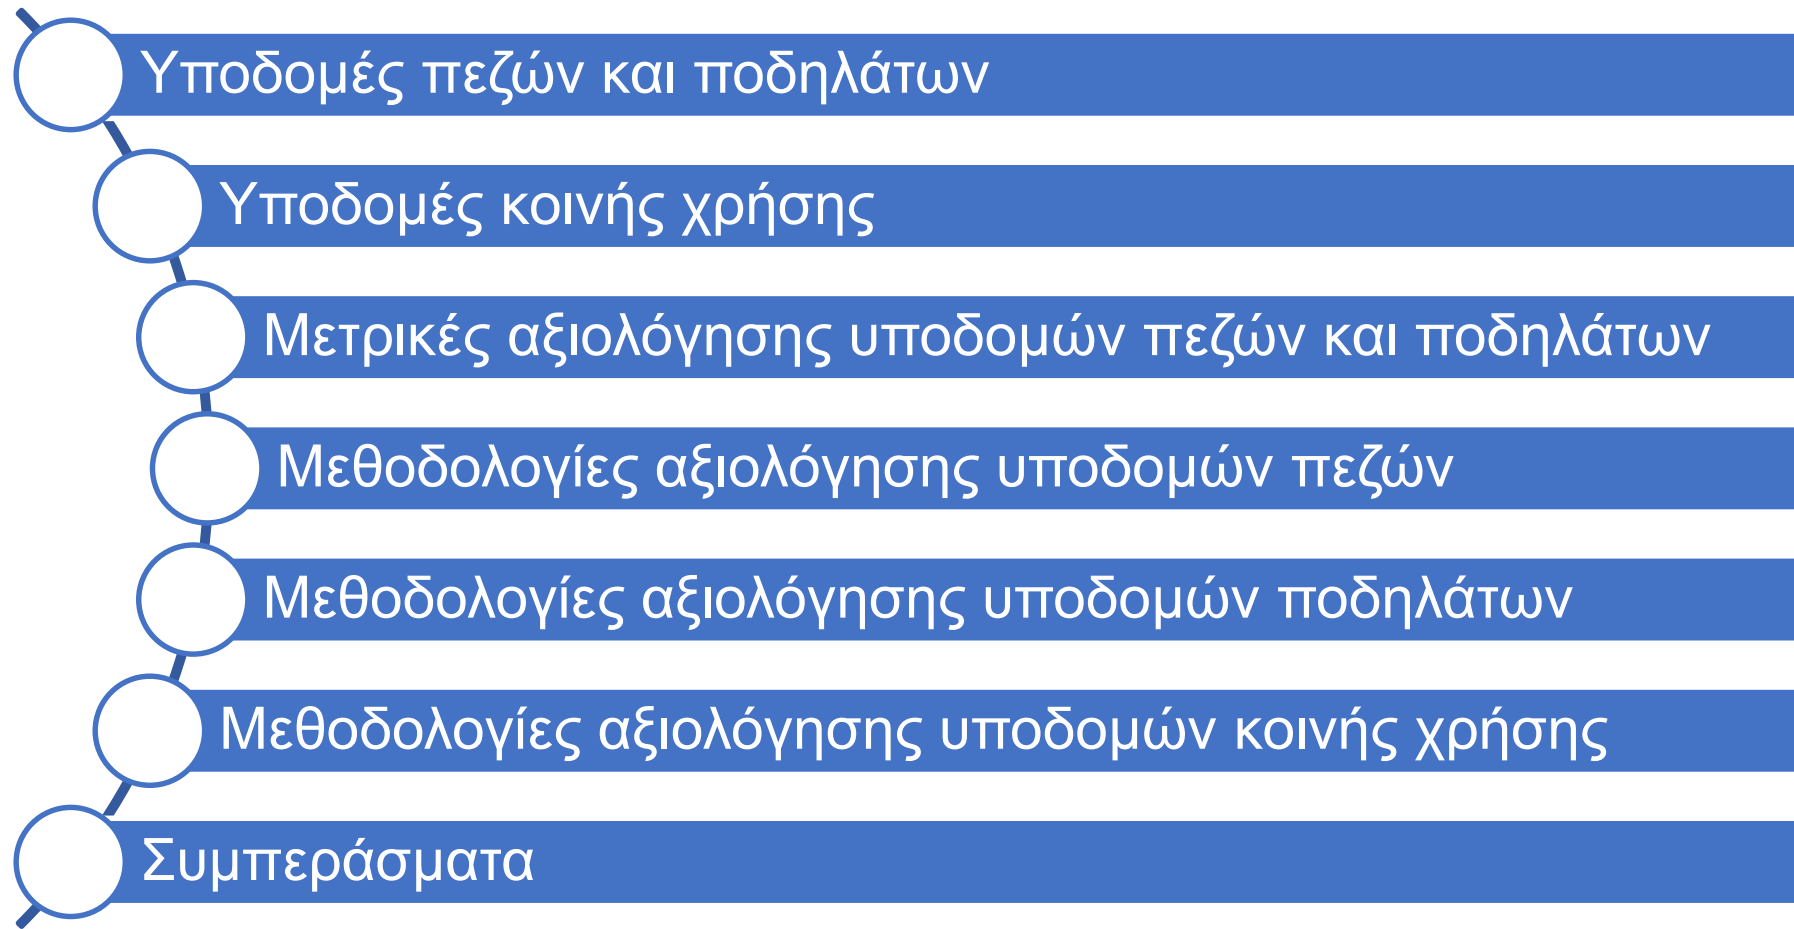 Υποδομές πεζών και ποδηλάτων
Υποδομές κοινής χρήσης
Μετρικές αξιολόγησης υποδομών πεζών και ποδηλάτων
Μεθοδολογίες αξιολόγησης υποδομών πεζών
Μεθοδολογίες αξιολόγησης υποδομών ποδηλάτων
Μεθοδολογίες αξιολόγησης υποδομών κοινής χρήσης
Συμπεράσματα